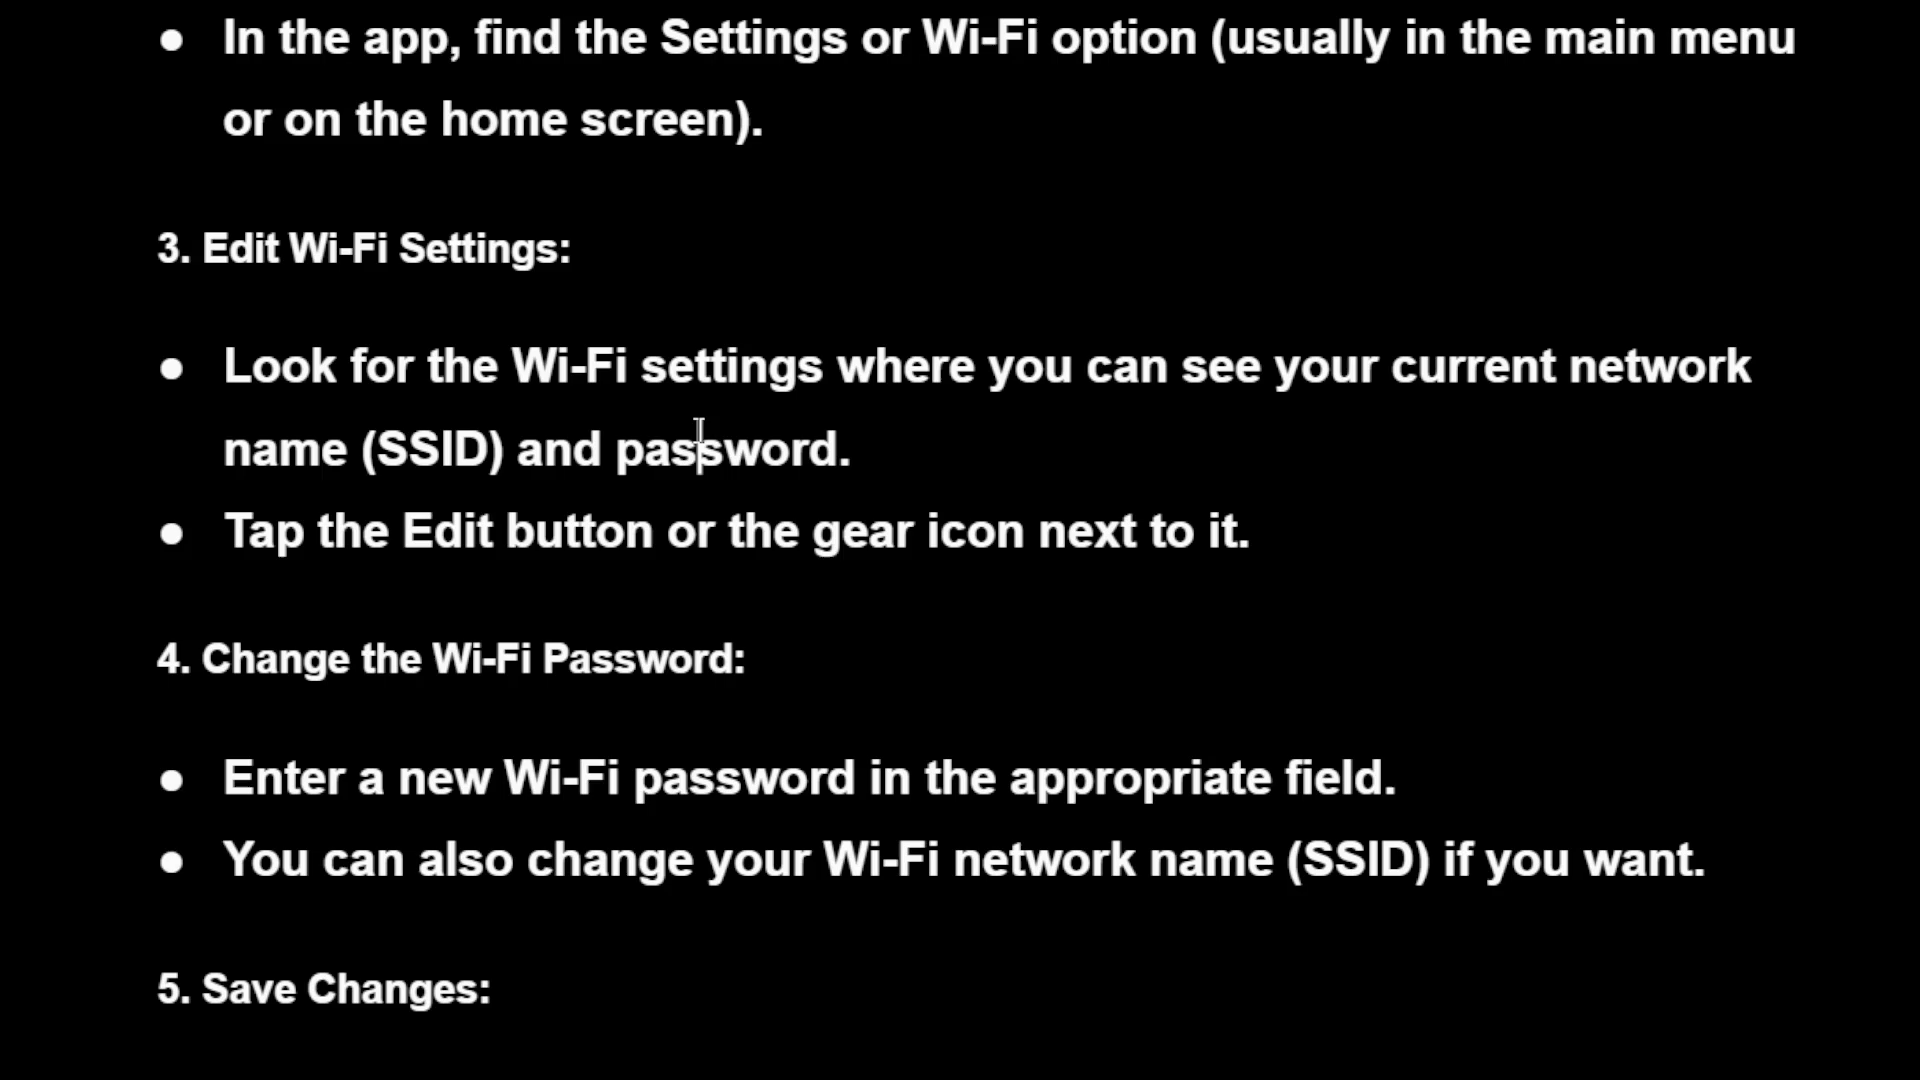 ● In the app, find the Settings or Wi-Fi option (usually in the main menu
or on the home screen).
3. Edit Wi-Fi Settings:
● Look for the Wi-Fi settings where you can see your current network
name (SSID) and password.
● Tap the Edit button or the gear icon next to it.
4. Change the Wi-Fi Password:
● Enter a new Wi-Fi password in the appropriate field.
● You can also change your Wi-Fi network name (SSID) if you want.
5. Save Changes: